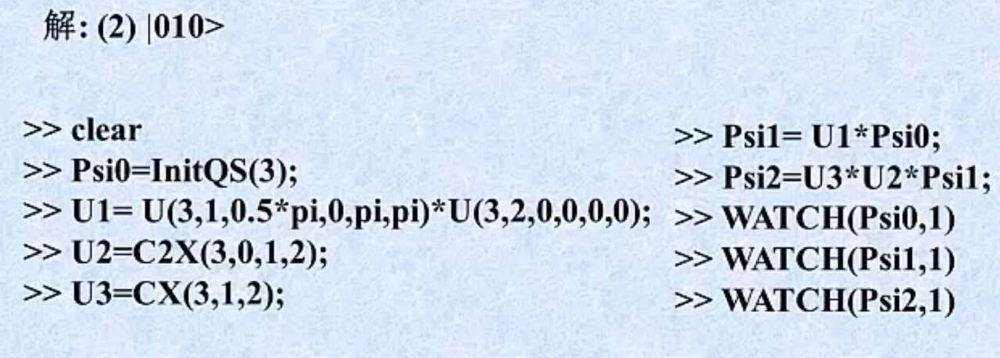 解: (2) |010>
>> clear
>> Psi0=InitQS(3);
>> U1= U(3,1,0.5*pi,0,pi,pi)*U(3,2,0,0,0,0);
>> U2=C2X(3,0,1,2);
>> U3=CX(3,1,2);
>> Psi1= U1*Psi0;
>> Psi2=U3*U2*Psi1;
>> WATCH(Psi0,1)
>> WATCH(Psi1,1)
>> WATCH(Psi2,1)